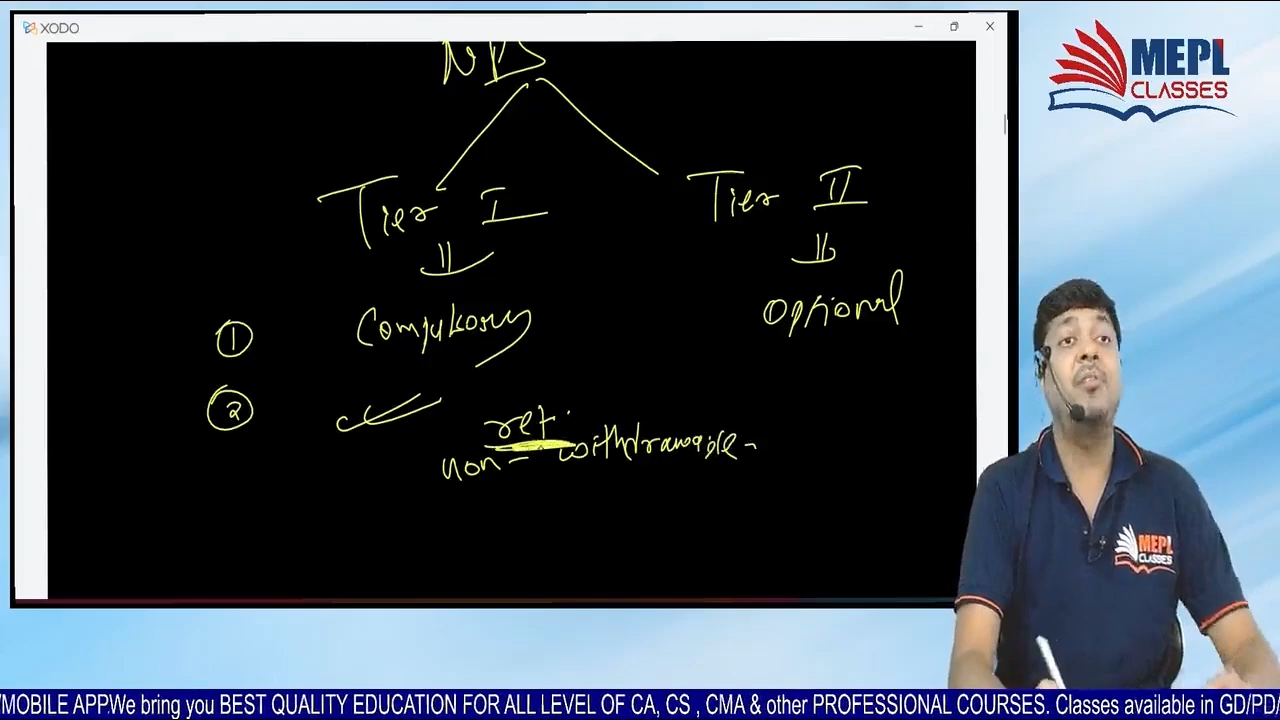 XODO
MEPL
CLASSES
NPS
Tier I
Tier II
Compulsory
Optional
1
2
ret.
non- withdrawable-
MEPL
CLASSES
/MOBILE APP.We bring you BEST QUALITY EDUCATION FOR ALL LEVEL OF CA, CS , CMA & other PROFESSIONAL COURSES. Classes available in GD/PD/